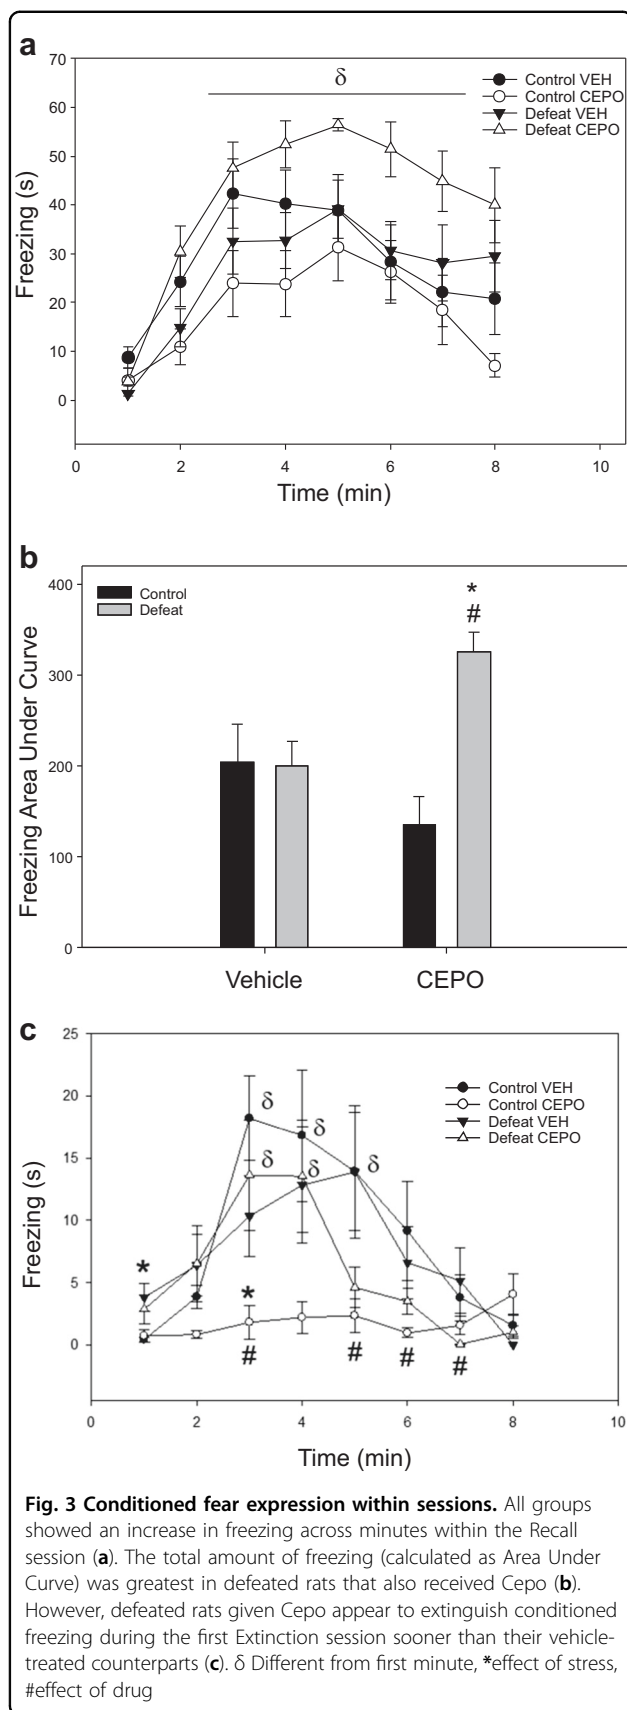 a
70
60
50
40
30
20
10
0
Freezing (s)
δ
Control VEH
Control CEPO
Defeat VEH
Defeat CEPO
0 2 4 6 8 10
Time (min)
b
400
300
200
100
0
Freezing Area Under Curve
Control
Defeat
*
#
Vehicle CEPO
c
25
20
15
10
5
0
Freezing (s)
Control VEH
Control CEPO
Defeat VEH
Defeat CEPO
δ
δ
δ
δ
δ
*
*
# # # #
0 2 4 6 8 10
Time (min)
Fig. 3 Conditioned fear expression within sessions. All groups
showed an increase in freezing across minutes within the Recall
session (a). The total amount of freezing (calculated as Area Under
Curve) was greatest in defeated rats that also received Cepo (b).
However, defeated rats given Cepo appear to extinguish conditioned
freezing during the first Extinction session sooner than their vehicle-
treated counterparts (c). δ Different from first minute, *effect of stress,
#effect of drug